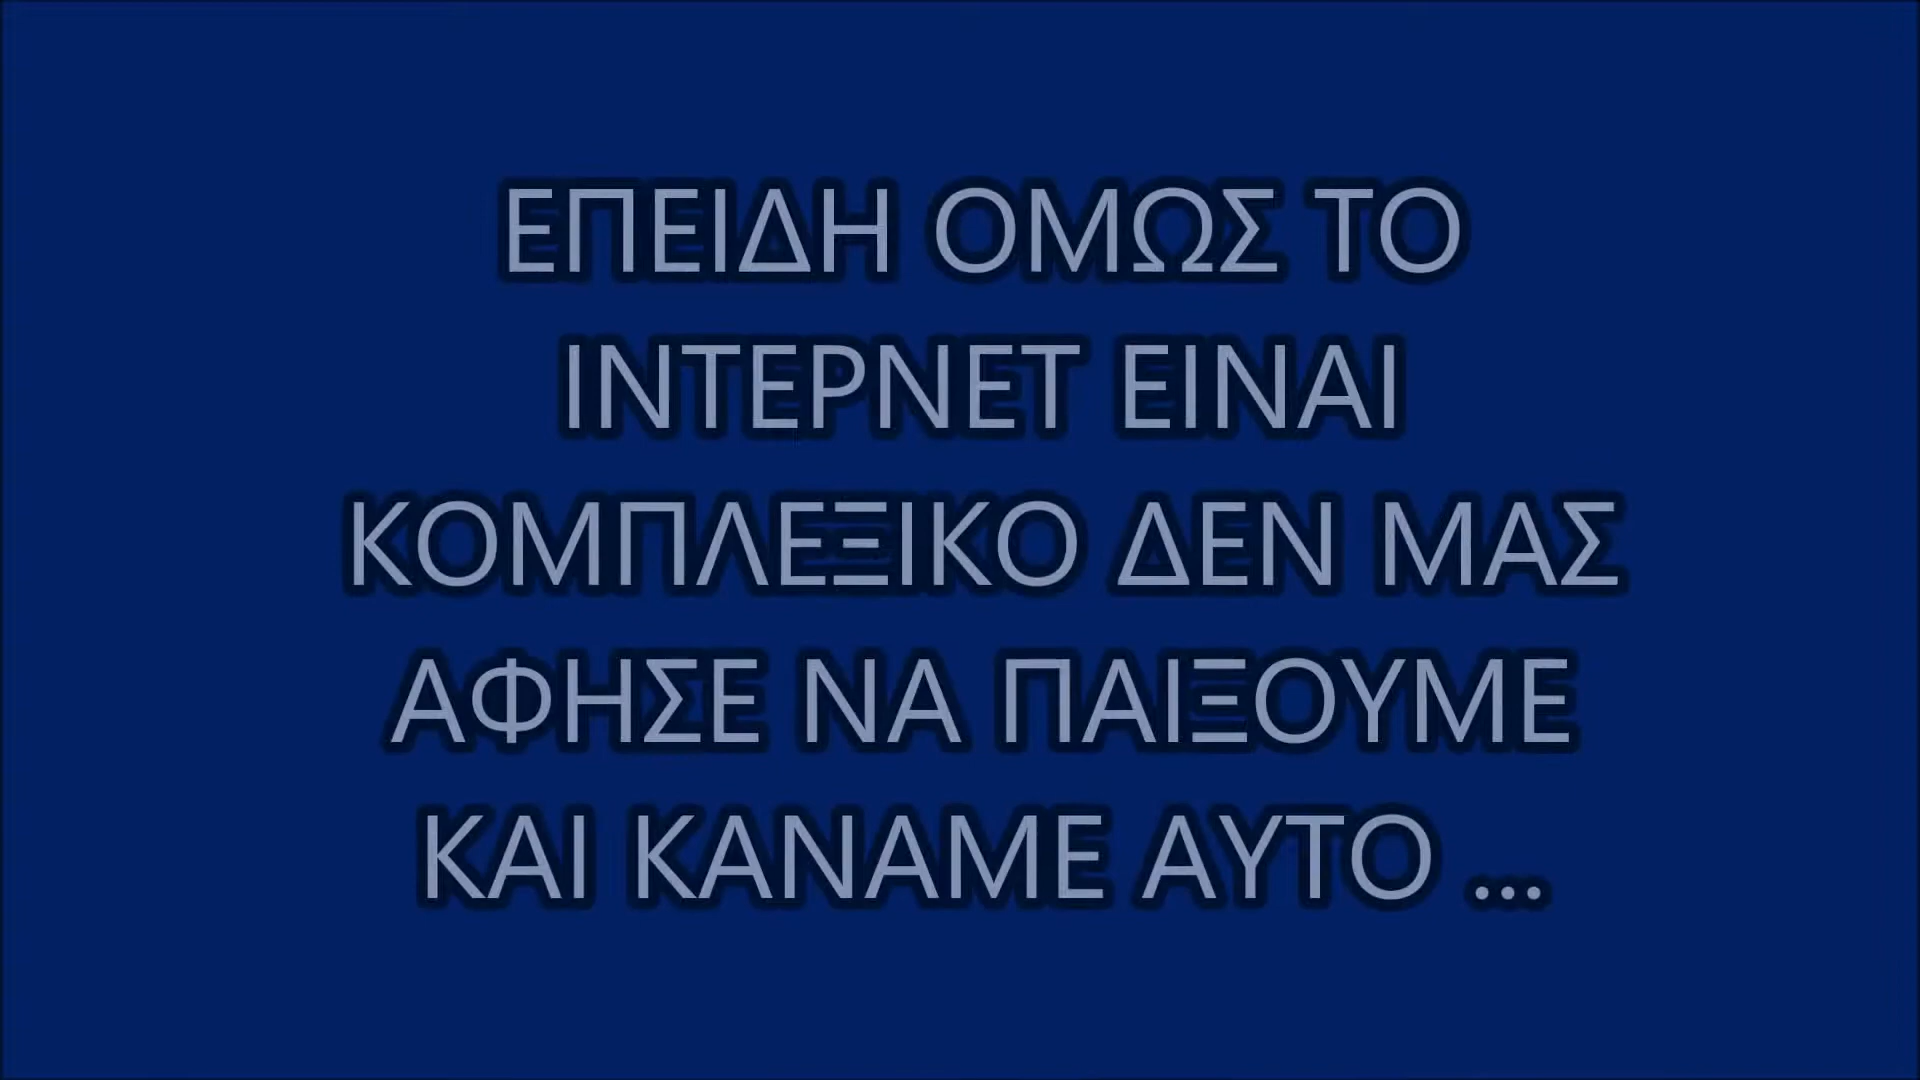 ΕΠΕΙΔΗ ΟΜΩΣ ΤΟ
ΙΝΤΕΡΝΕΤ ΕΙΝΑΙ
ΚΟΜΠΛΕΞΙΚΟ ΔΕΝ ΜΑΣ
ΑΦΗΣΕ ΝΑ ΠΑΙΞΟΥΜΕ
ΚΑΙ ΚΑΝΑΜΕ ΑΥΤΟ ...